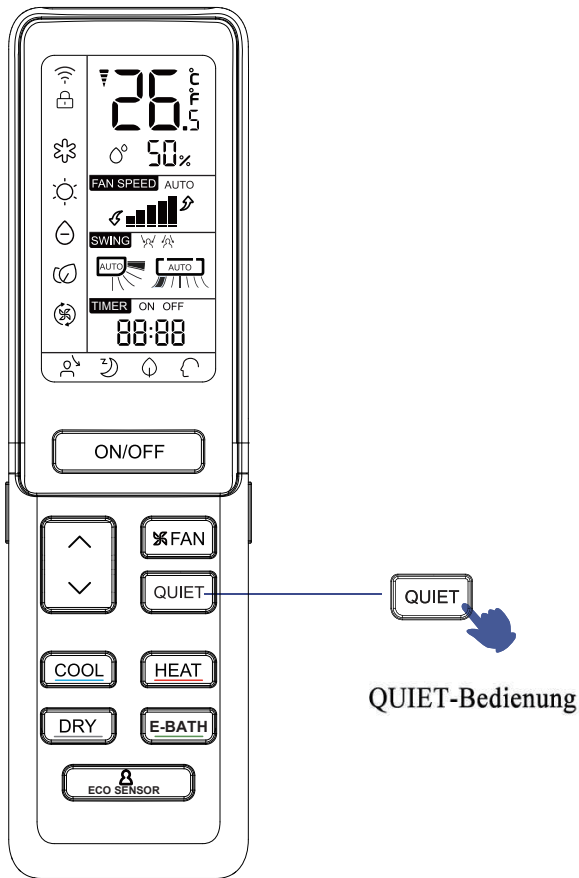 26.5 °C
°F
50%
FAN SPEED AUTO
SWING
AUTO AUTO
TIMER ON OFF
88:88
z
ON/OFF
FAN
QUIET
QUIET
COOL HEAT
QUIET-Bedienung
DRY E-BATH
ECO SENSOR